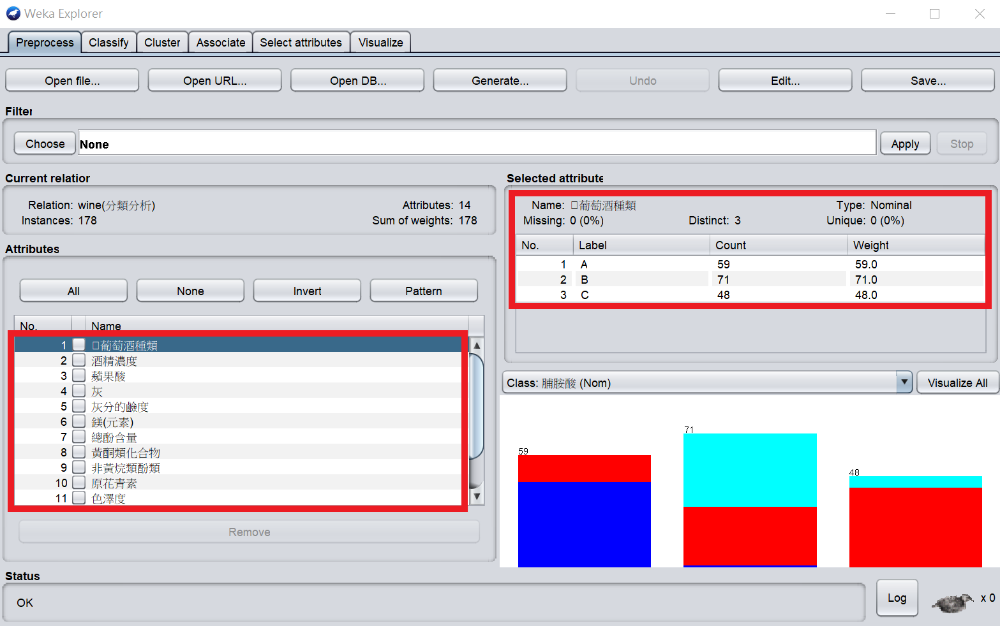 Weka Explorer
Preprocess Classify Cluster Associate Select attributes Visualize
Open file... Open URL... Open DB... Generate... Undo Edit... Save...
Filter
Choose None Apply Stop
Current relation
Relation: wine(分類分析) Attributes: 14
Instances: 178 Sum of weights: 178
Attributes
All None Invert Pattern
No. Name
1 □葡萄酒種類
2 酒精濃度
3 蘋果酸
4 灰
5 灰分的鹼度
6 鎂(元素)
7 總酚含量
8 黃酮類化合物
9 非黃烷類酚類
10 原花青素
11 色澤度
Remove
Selected attribute
Name: □葡萄酒種類 Type: Nominal
Missing: 0 (0%) Distinct: 3 Unique: 0 (0%)
No. Label Count Weight
1 A 59 59.0
2 B 71 71.0
3 C 48 48.0
Class: 脯胺酸 (Nom) Visualize All
59
71
48
Status
OK
Log x 0